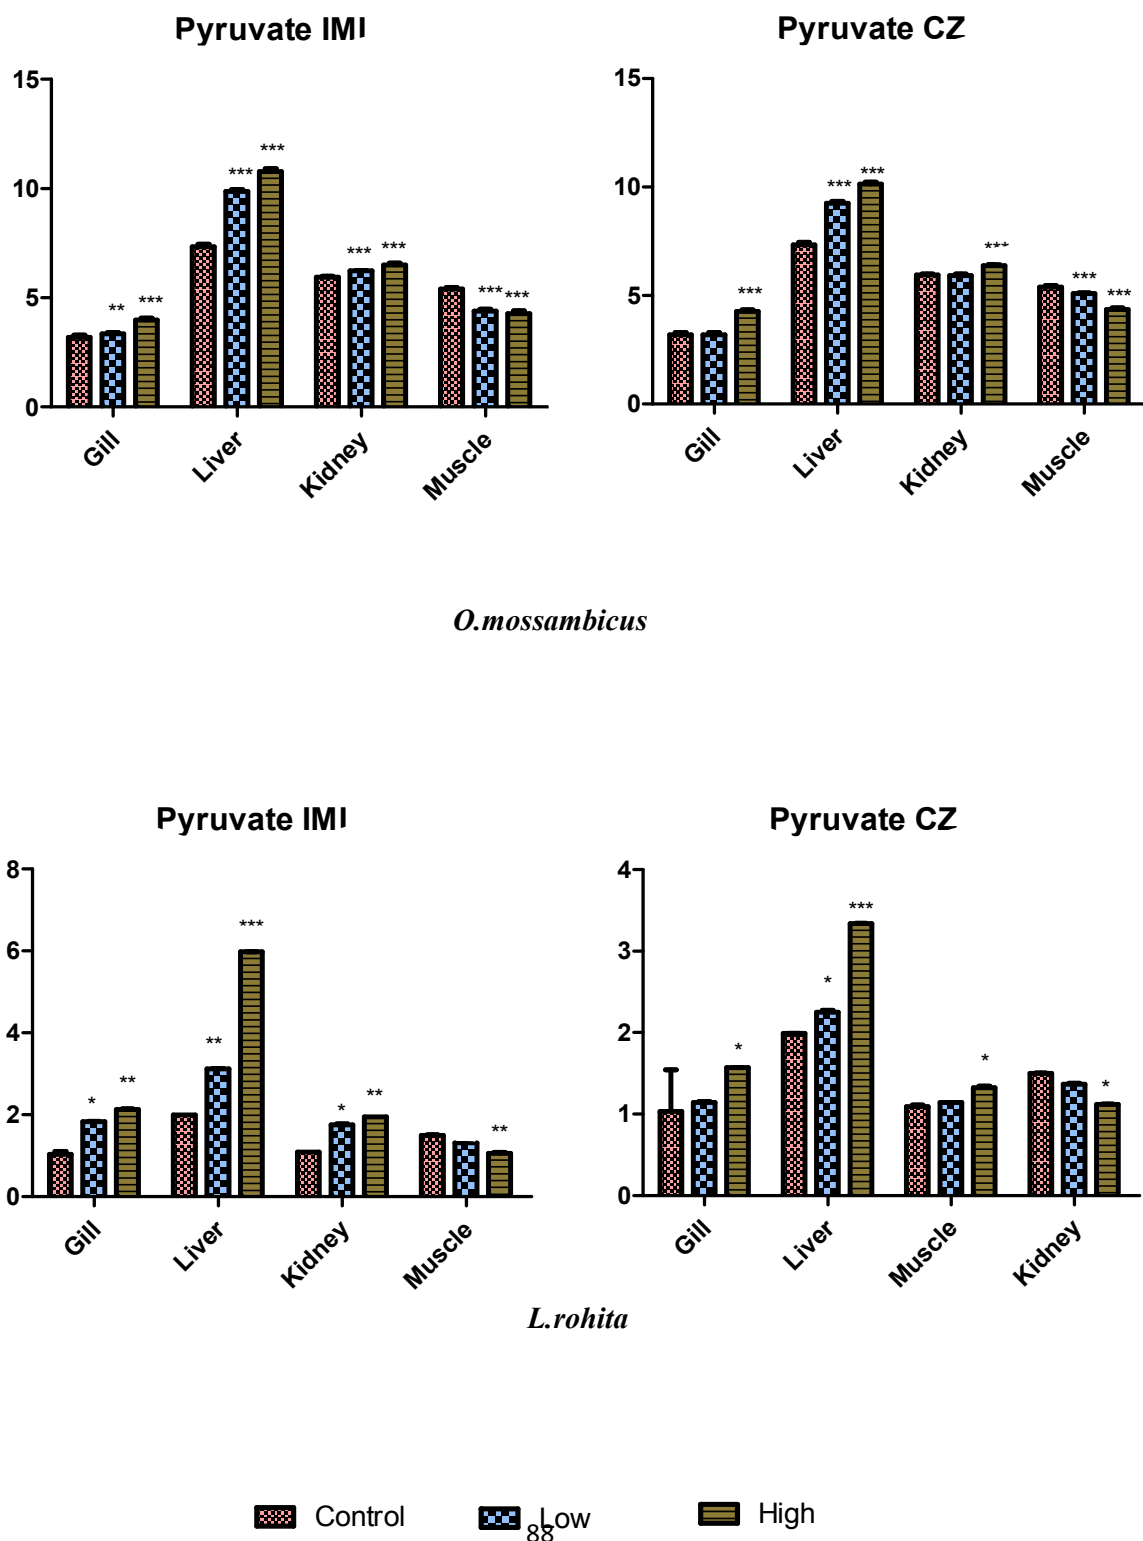 Pyruvate IMI
Pyruvate CZ
15
10
5
0
** *** *** *** *** *** *** ***
Gill Liver Kidney Muscle
15
10
5
0
*** *** *** *** *** ***
Gill Liver Kidney Muscle
O.mossambicus
Pyruvate IMI
Pyruvate CZ
8
6
4
2
0
* ** ** *** * ** **
Gill Liver Kidney Muscle
4
3
2
1
0
* * *** * *
Gill Liver Muscle Kidney
L.rohita
Control Low High
88